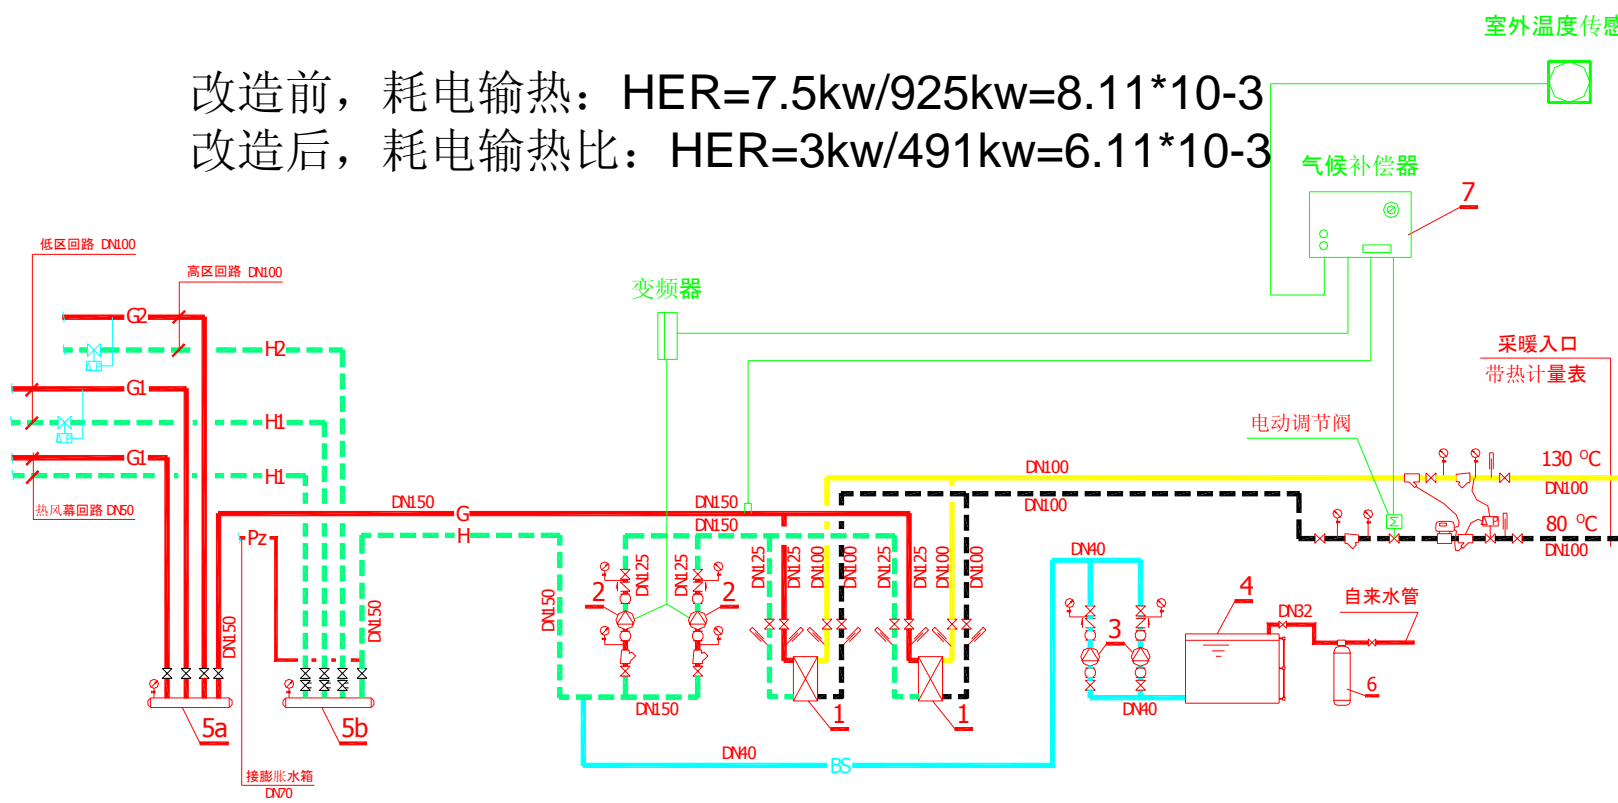 室外温度传感
改造前，耗电输热：HER=7.5kw/925kw=8.11*10-3
改造后，耗电输热比：HER=3kw/491kw=6.11*10-3
气候补偿器
7
低区回路 DN100
高区回路 DN100
变频器
G2
H2
采暖入口
带热计量表
G1
H1
电动调节阀
G1
H1
DN100
130 ⁰C
DN100
热风幕回路 DN50
DN150
G
DN150
DN100
H
DN150
Pz
80 ⁰C
DN100
DN40
DN125
DN125
DN125
DN125
DN100
DN100
DN125
DN125
DN100
DN100
2
2
4
自来水管
DN32
DN150
DN150
DN150
3
6
DN150
DN40
1
1
5a
5b
DN40
BS
接膨胀水箱
DN70